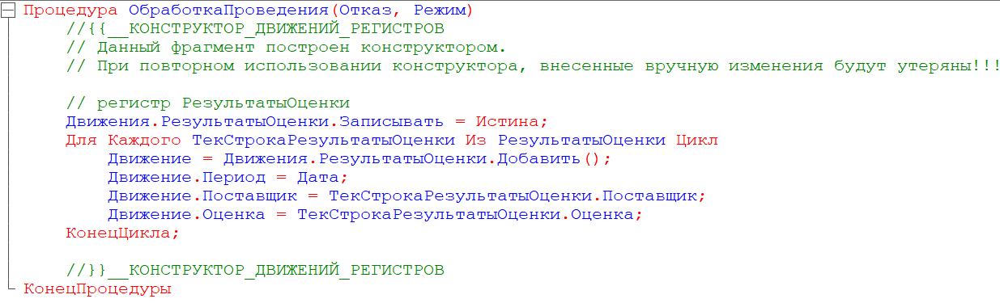 Процедура ОбработкаПроведения(Отказ, Режим)
//{{__КОНСТРУКТОР_ДВИЖЕНИЙ_РЕГИСТРОВ
// Данный фрагмент построен конструктором.
// При повторном использовании конструктора, внесенные вручную изменения будут утеряны!!!
// регистр РезультатыОценки
Движения.РезультатыОценки.Записывать = Истина;
Для Каждого ТекСтрокаРезультатыОценки Из РезультатыОценки Цикл
Движение = Движения.РезультатыОценки.Добавить();
Движение.Период = Дата;
Движение.Поставщик = ТекСтрокаРезультатыОценки.Поставщик;
Движение.Оценка = ТекСтрокаРезультатыОценки.Оценка;
КонецЦикла;
//}}__КОНСТРУКТОР_ДВИЖЕНИЙ_РЕГИСТРОВ
КонецПроцедуры